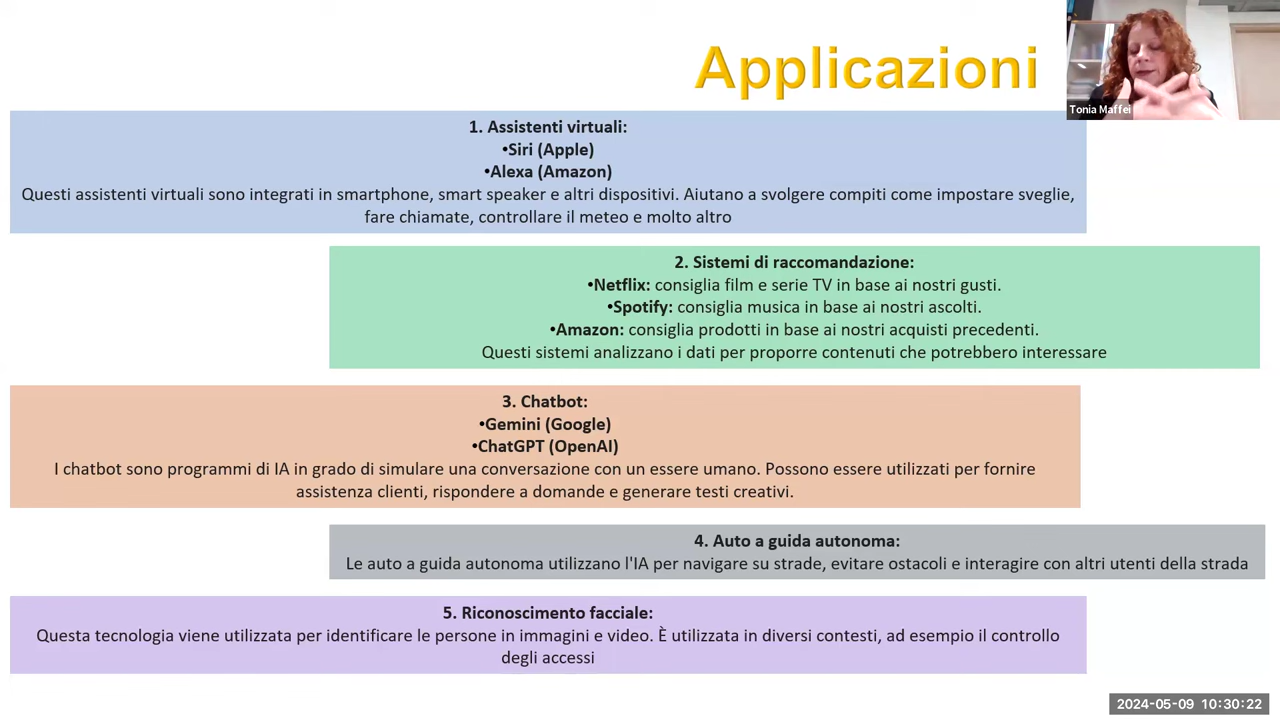 Applicazioni
Tonia Maffei
1. Assistenti virtuali:
•Siri (Apple)
•Alexa (Amazon)
Questi assistenti virtuali sono integrati in smartphone, smart speaker e altri dispositivi. Aiutano a svolgere compiti come impostare sveglie,
fare chiamate, controllare il meteo e molto altro
2. Sistemi di raccomandazione:
•Netflix: consiglia film e serie TV in base ai nostri gusti.
•Spotify: consiglia musica in base ai nostri ascolti.
•Amazon: consiglia prodotti in base ai nostri acquisti precedenti.
Questi sistemi analizzano i dati per proporre contenuti che potrebbero interessare
3. Chatbot:
•Gemini (Google)
•ChatGPT (OpenAI)
I chatbot sono programmi di IA in grado di simulare una conversazione con un essere umano. Possono essere utilizzati per fornire
assistenza clienti, rispondere a domande e generare testi creativi.
4. Auto a guida autonoma:
Le auto a guida autonoma utilizzano l'IA per navigare su strade, evitare ostacoli e interagire con altri utenti della strada
5. Riconoscimento facciale:
Questa tecnologia viene utilizzata per identificare le persone in immagini e video. È utilizzata in diversi contesti, ad esempio il controllo
degli accessi
2024-05-09 10:30:22